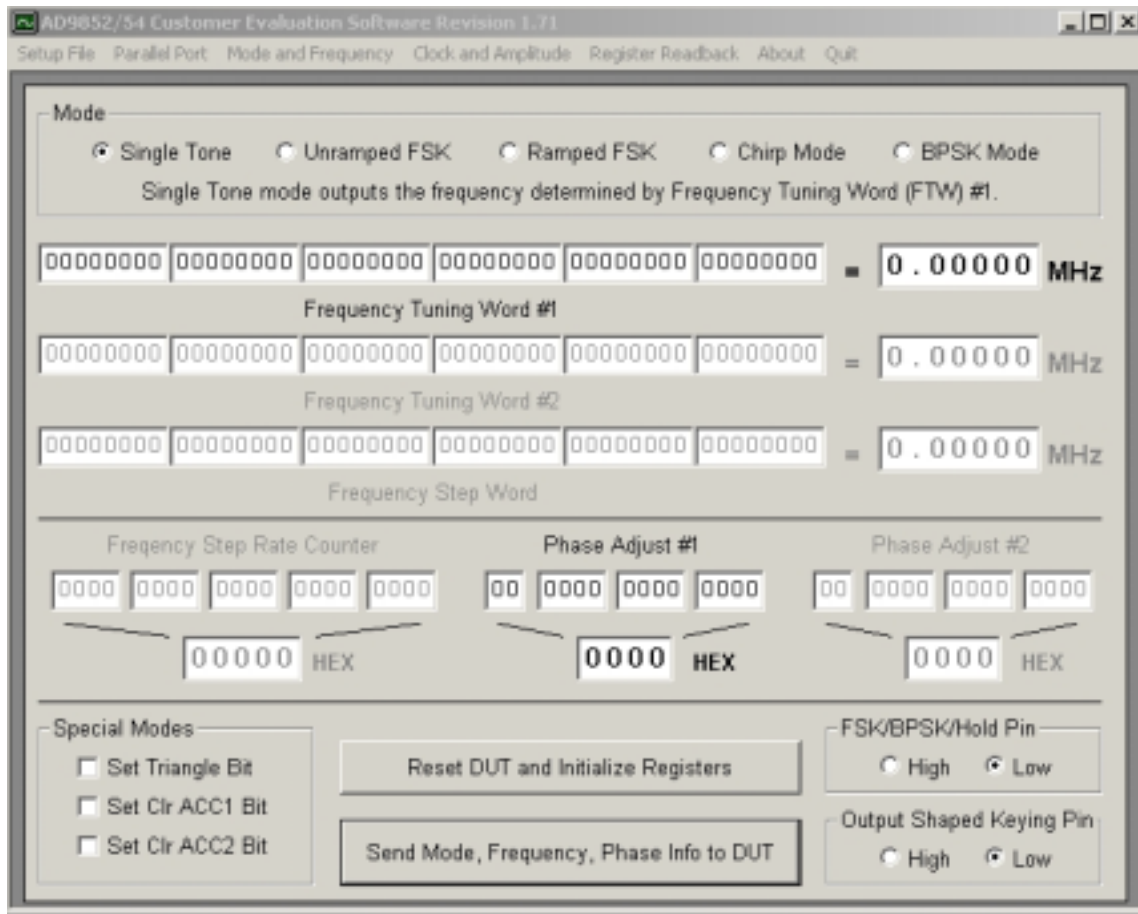 AD9852/54 Customer Evaluation Software Revision 1.71
Setup File Parallel Port Mode and Frequency Clock and Amplitude Register Readback About Quit
Mode
Single Tone Unramped FSK Ramped FSK Chirp Mode BPSK Mode
Single Tone mode outputs the frequency determined by Frequency Tuning Word (FTW) #1.
00000000 00000000 00000000 00000000 00000000 00000000 = 0.00000 MHz
Frequency Tuning Word #1
00000000 00000000 00000000 00000000 00000000 00000000 = 0.00000 MHz
Frequency Tuning Word #2
00000000 00000000 00000000 00000000 00000000 00000000 = 0.00000 MHz
Frequency Step Word
Freqency Step Rate Counter Phase Adjust #1 Phase Adjust #2
0000 0000 0000 0000 0000 00 0000 0000 0000 00 0000 0000 0000
00000 HEX 0000 HEX 0000 HEX
Special Modes
Set Triangle Bit
Set Clr ACC1 Bit
Set Clr ACC2 Bit
Reset DUT and Initialize Registers
Send Mode, Frequency, Phase Info to DUT
FSK/BPSK/Hold Pin
High Low
Output Shaped Keying Pin
High Low